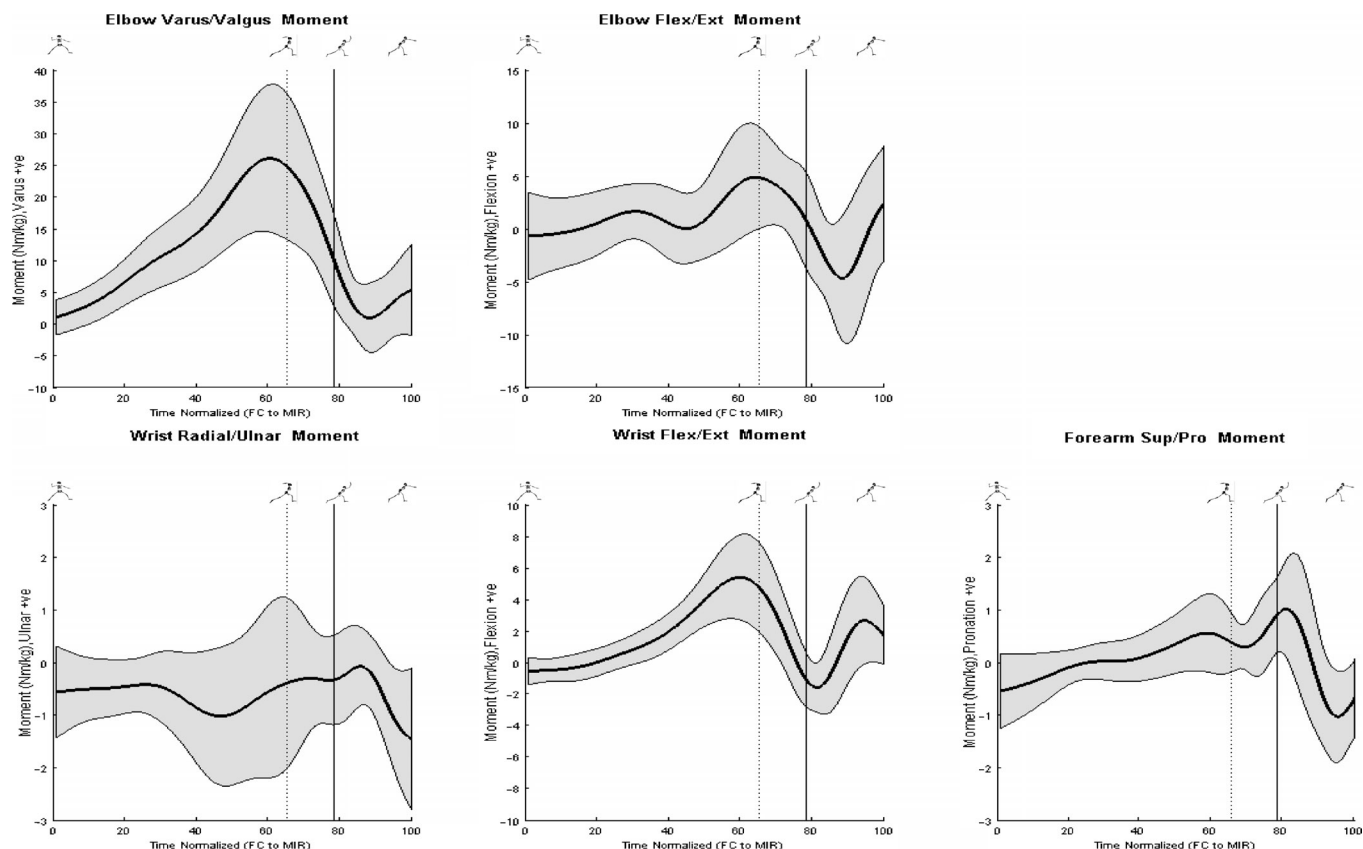 Elbow Varus/Valgus Moment
40
35
30
25
20
15
10
5
0
−5
−10
Moment (Nm/kg),Varus +ve
0 20 40 60 80 100
Time Normalized (FC to MIR)
Elbow Flex/Ext Moment
15
10
5
0
−5
−10
−15
Moment (Nm/kg),Flexion +ve
0 20 40 60 80 100
Time Normalized (FC to MIR)
Wrist Radial/Ulnar Moment
3
2
1
0
−1
−2
−3
Moment (Nm/kg),Ulnar +ve
0 20 40 60 80 100
Time Normalized (FC to MIR)
Wrist Flex/Ext Moment
10
8
6
4
2
0
−2
−4
−6
−8
−10
Moment (Nm/kg),Flexion +ve
0 20 40 60 80 100
Time Normalized (FC to MIR)
Forearm Sup/Pro Moment
3
2
1
0
−1
−2
−3
Moment (Nm/kg),Pronation +ve
0 20 40 60 80 100
Time Normalized (FC to MIR)